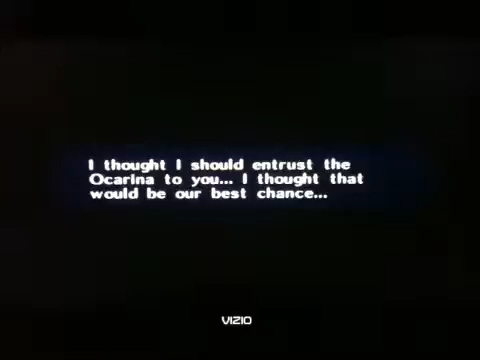 I thought I should entrust the
Ocarina to you... I thought that
would be our best chance...
VIZIO